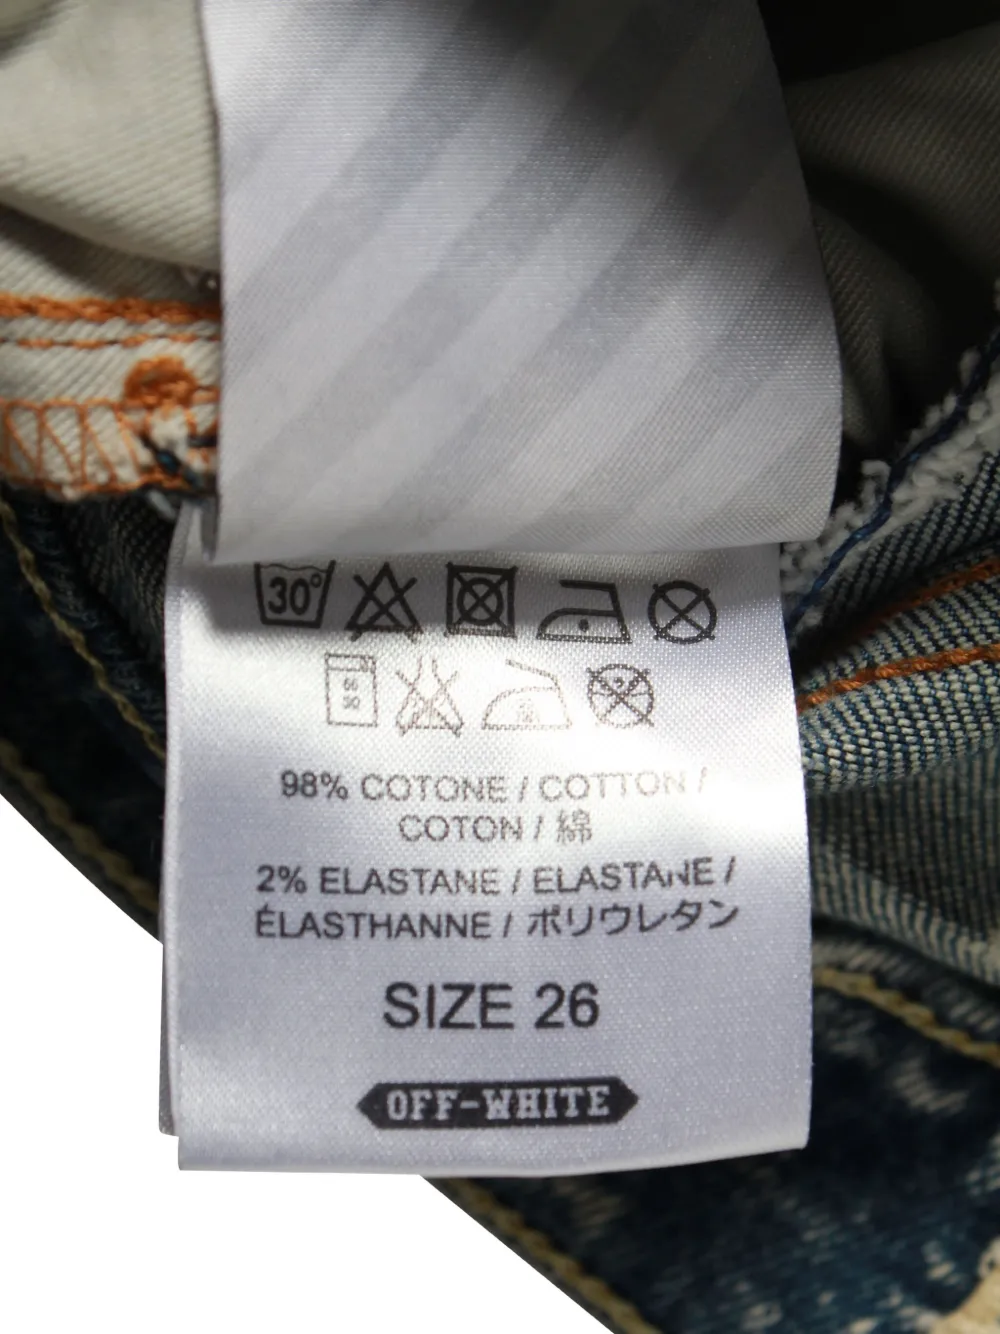 30°
98% COTONE / COTTON /
COTON / 綿
2% ELASTANE / ELASTANE /
ÉLASTHANNE / ポリウレタン
SIZE 26
OFF-WHITE